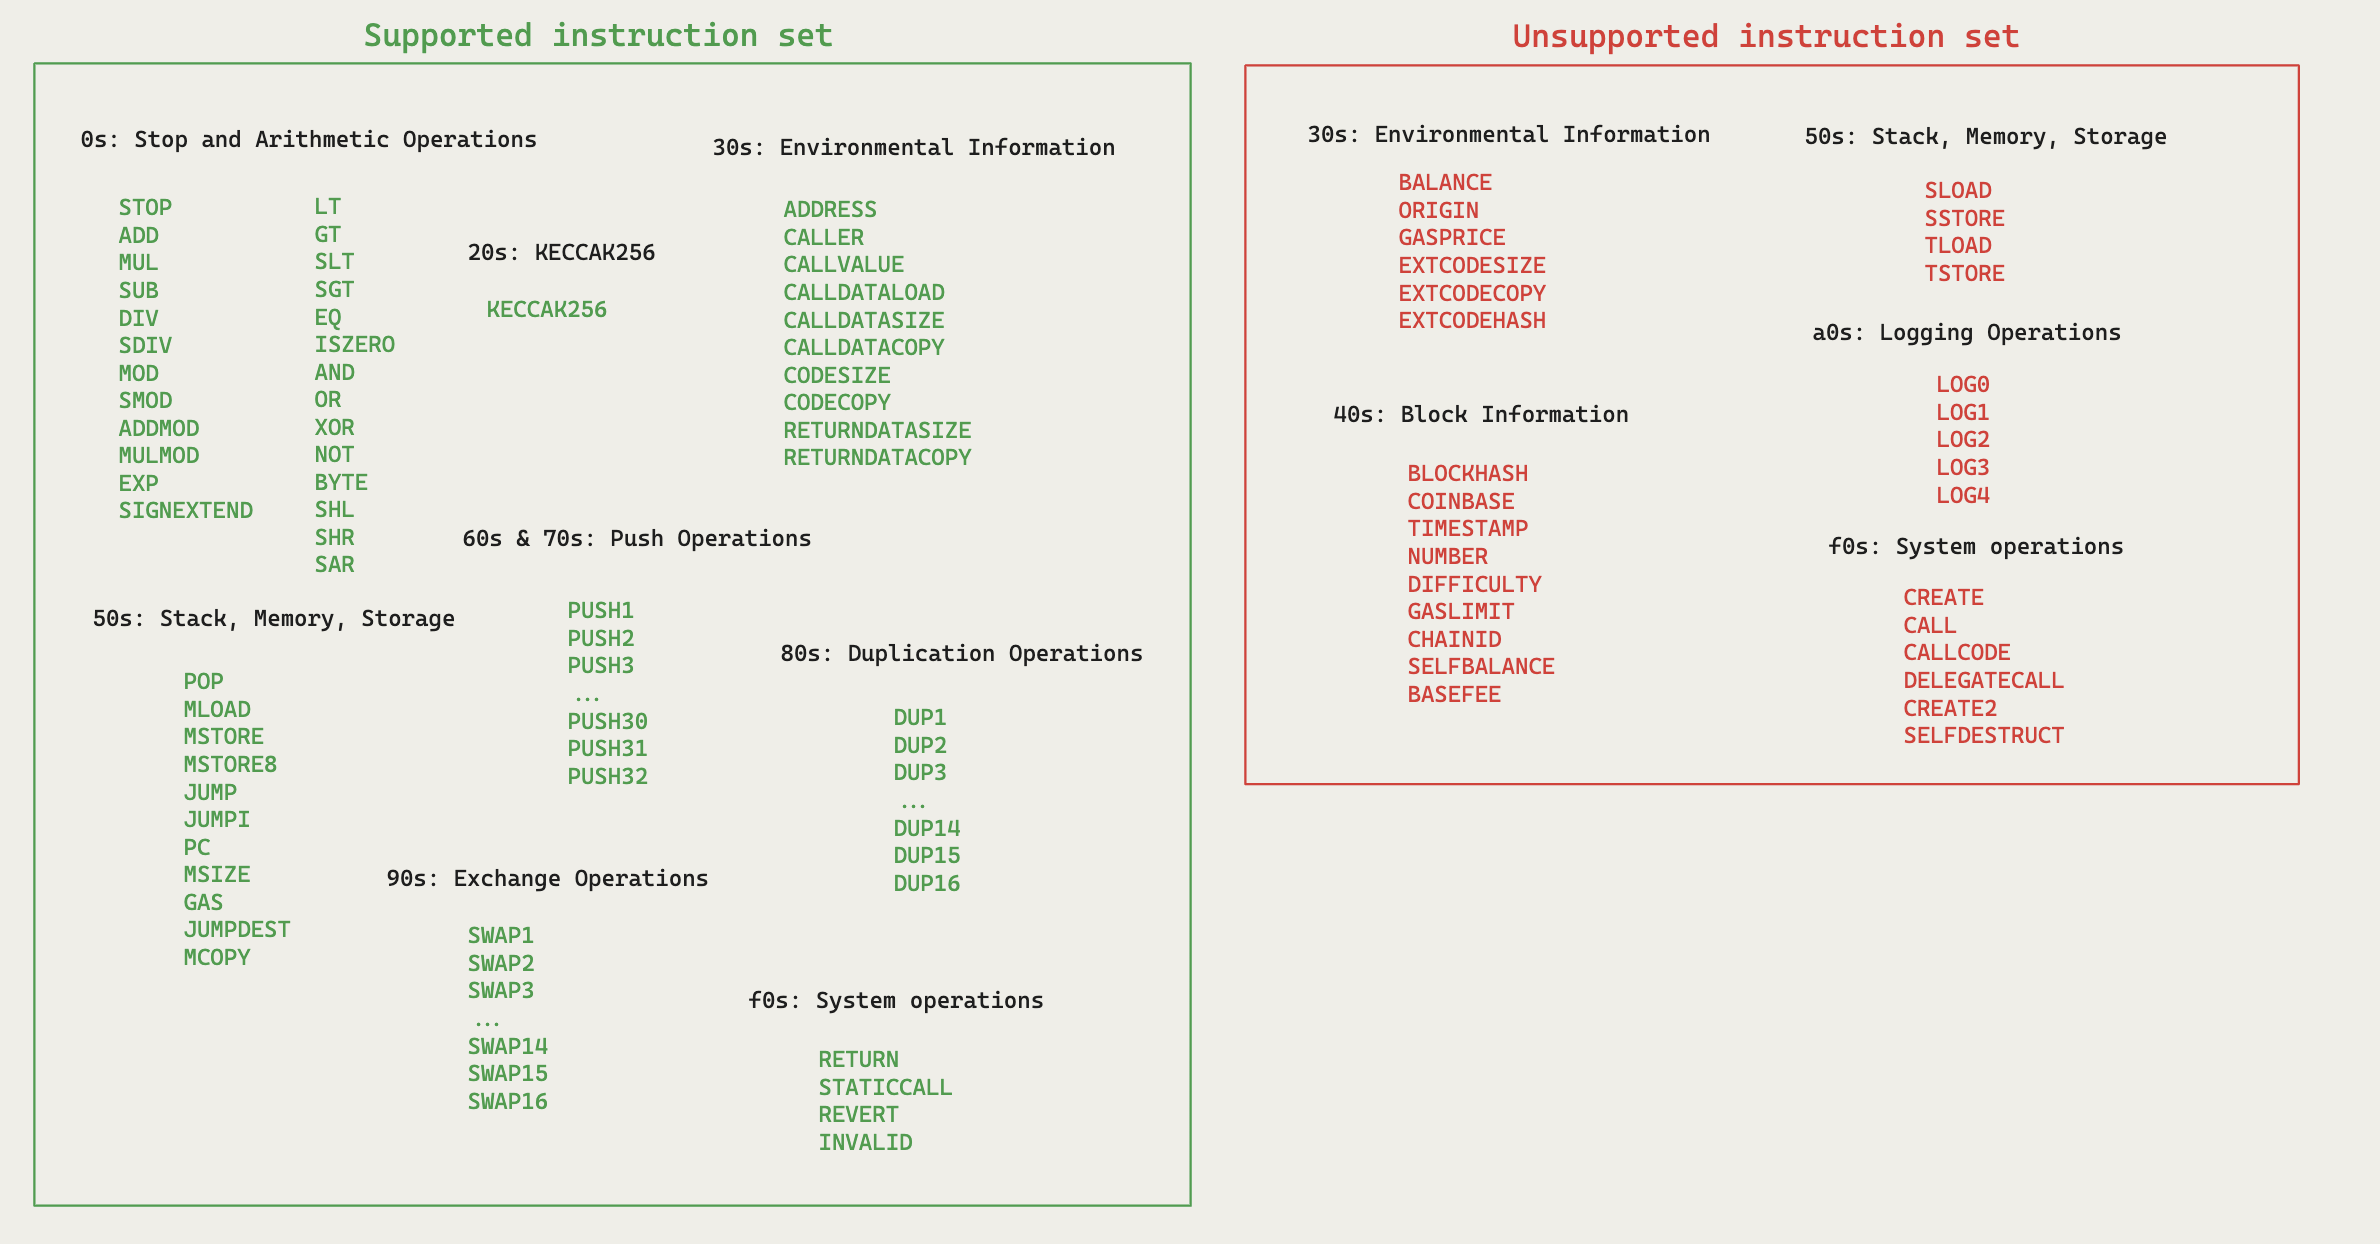 Supported instruction set
0s: Stop and Arithmetic Operations
STOP
ADD
MUL
SUB
DIV
SDIV
MOD
SMOD
ADDMOD
MULMOD
EXP
SIGNEXTEND
LT
GT
SLT
SGT
EQ
ISZERO
AND
OR
XOR
NOT
BYTE
SHL
SHR
SAR
20s: KECCAK256
KECCAK256
30s: Environmental Information
ADDRESS
CALLER
CALLVALUE
CALLDATALOAD
CALLDATASIZE
CALLDATACOPY
CODESIZE
CODECOPY
RETURNDATASIZE
RETURNDATACOPY
50s: Stack, Memory, Storage
POP
MLOAD
MSTORE
MSTORE8
JUMP
JUMPI
PC
MSIZE
GAS
JUMPDEST
MCOPY
60s & 70s: Push Operations
PUSH1
PUSH2
PUSH3
...
PUSH30
PUSH31
PUSH32
80s: Duplication Operations
DUP1
DUP2
DUP3
...
DUP14
DUP15
DUP16
90s: Exchange Operations
SWAP1
SWAP2
SWAP3
...
SWAP14
SWAP15
SWAP16
f0s: System operations
RETURN
STATICCALL
REVERT
INVALID
Unsupported instruction set
30s: Environmental Information
BALANCE
ORIGIN
GASPRICE
EXTCODESIZE
EXTCODECOPY
EXTCODEHASH
40s: Block Information
BLOCKHASH
COINBASE
TIMESTAMP
NUMBER
DIFFICULTY
GASLIMIT
CHAINID
SELFBALANCE
BASEFEE
50s: Stack, Memory, Storage
SLOAD
SSTORE
TLOAD
TSTORE
a0s: Logging Operations
LOG0
LOG1
LOG2
LOG3
LOG4
f0s: System operations
CREATE
CALL
CALLCODE
DELEGATECALL
CREATE2
SELFDESTRUCT